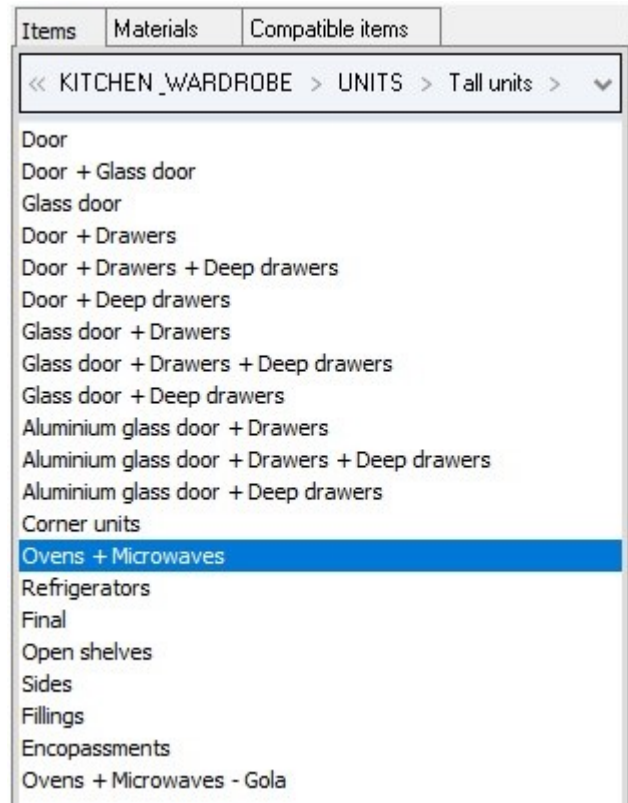 Items Materials Compatible items
« KITCHEN_WARDROBE > UNITS > Tall units >
Door
Door + Glass door
Glass door
Door + Drawers
Door + Drawers + Deep drawers
Door + Deep drawers
Glass door + Drawers
Glass door + Drawers + Deep drawers
Glass door + Deep drawers
Aluminium glass door + Drawers
Aluminium glass door + Drawers + Deep drawers
Aluminium glass door + Deep drawers
Corner units
Ovens + Microwaves
Refrigerators
Final
Open shelves
Sides
Fillings
Encopassments
Ovens + Microwaves - Gola